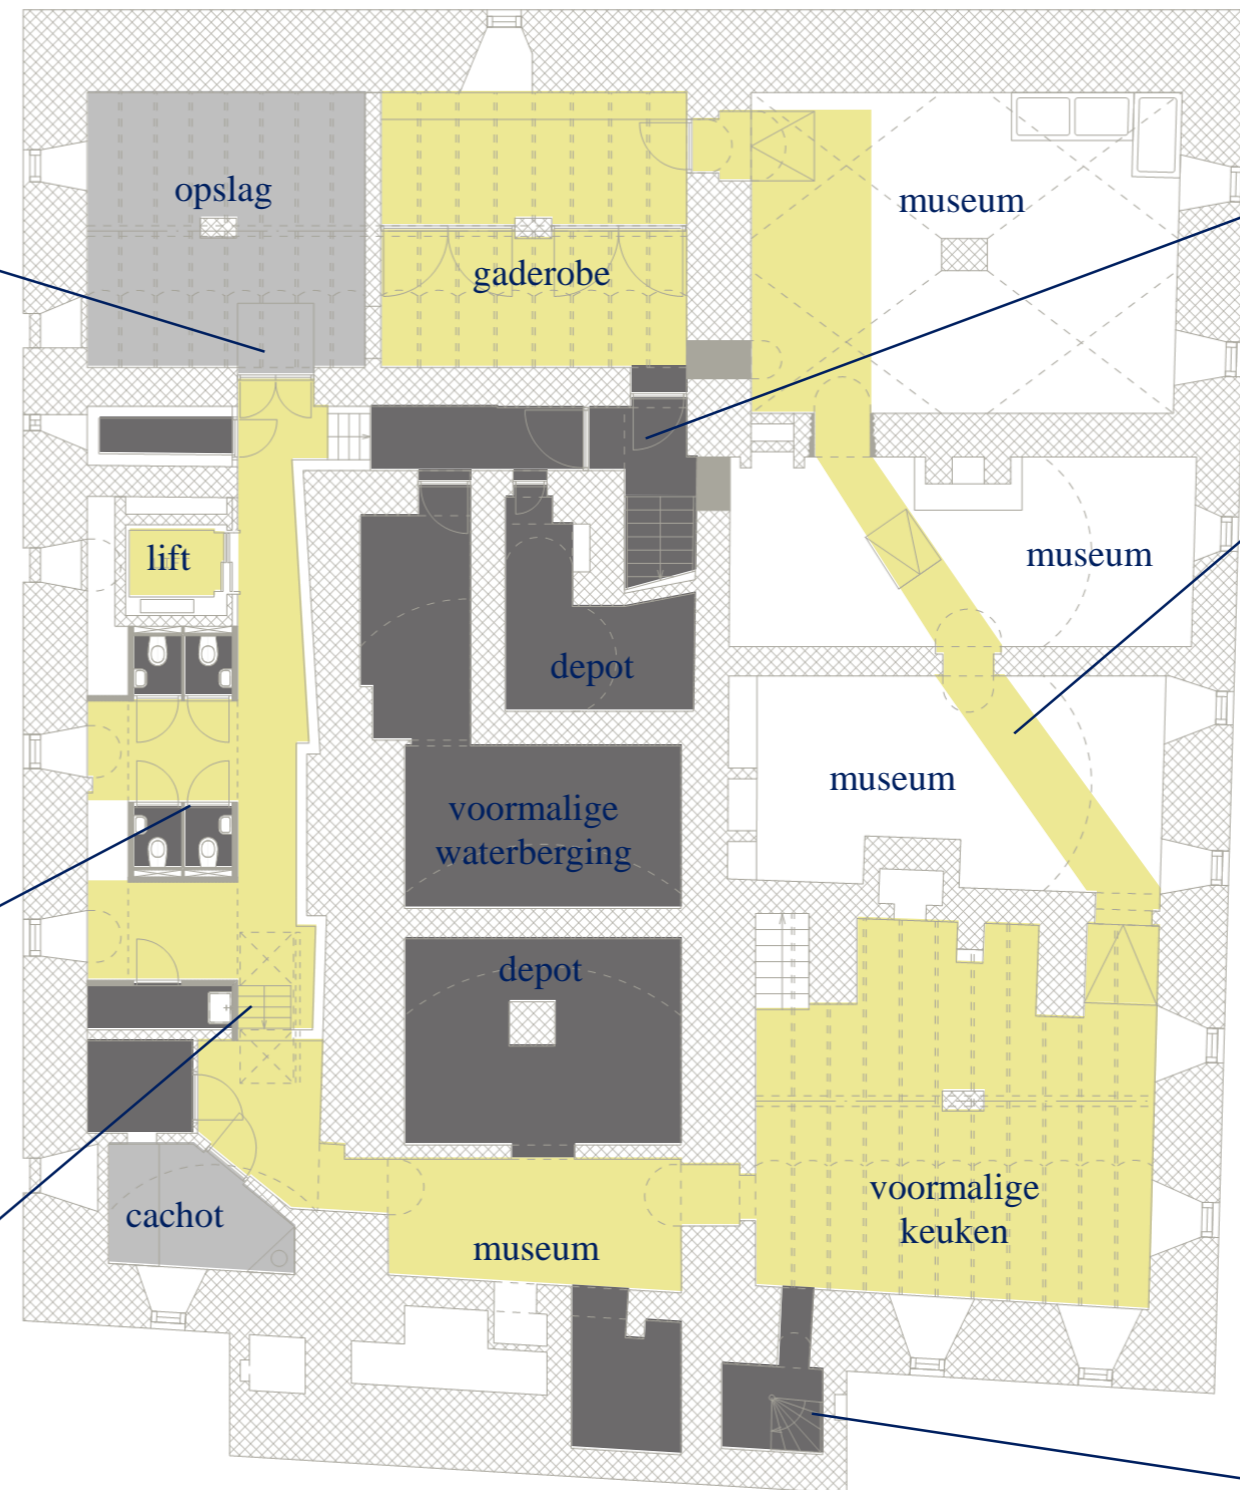 opslag
museum
gaderobe
lift
museum
depot
museum
voormalige
waterberging
depot
voormalige
keuken
cachot
museum